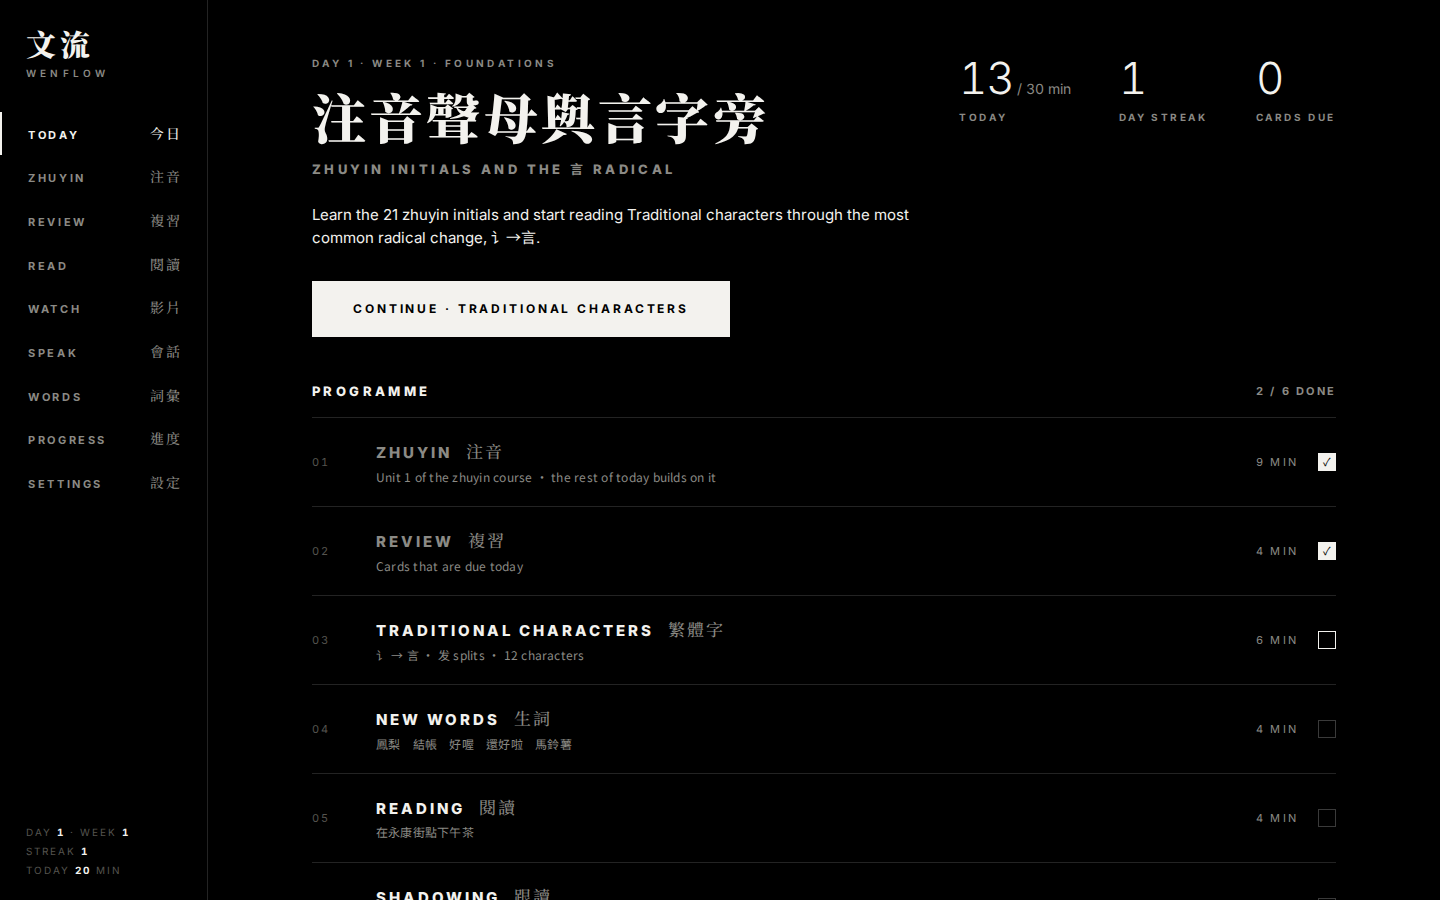 文流
WENFLOW
TODAY 今日
ZHUYIN 注音
REVIEW 複習
READ 閱讀
WATCH 影片
SPEAK 會話
WORDS 詞彙
PROGRESS 進度
SETTINGS 設定
DAY 1 · WEEK 1
STREAK 1
TODAY 20 MIN
DAY 1 · WEEK 1 · FOUNDATIONS
注音聲母與言字旁
ZHUYIN INITIALS AND THE 言 RADICAL
Learn the 21 zhuyin initials and start reading Traditional characters through the most
common radical change, 讠→言.
13 / 30 min
TODAY
1
DAY STREAK
0
CARDS DUE
CONTINUE · TRADITIONAL CHARACTERS
PROGRAMME
2 / 6 DONE
01
ZHUYIN 注音
Unit 1 of the zhuyin course · the rest of today builds on it
9 MIN ✓
02
REVIEW 複習
Cards that are due today
4 MIN ✓
03
TRADITIONAL CHARACTERS 繁體字
讠→ 言 · 发 splits · 12 characters
6 MIN
04
NEW WORDS 生詞
鳳梨 結帳 好喔 還好啦 馬鈴薯
4 MIN
05
READING 閱讀
在永康街點下午茶
4 MIN
SHADOWING 跟讀